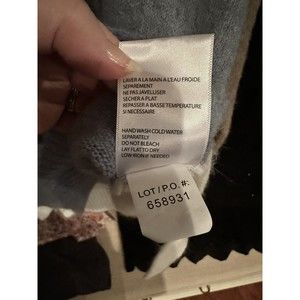 LAVER A LA MAIN A L'EAU FROIDE
SEPAREMENT
NE PAS JAVELLISER
SECHER A PLAT
REPASSER A BASSE TEMPERATURE
SI NECESSAIRE
HAND WASH COLD WATER
SEPARATELY
DO NOT BLEACH
LAY FLAT TO DRY
LOW IRON IF NEEDED
LOT / P.O. #:
658931